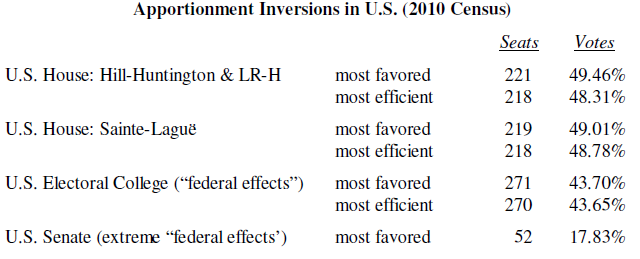 Apportionment Inversions in U.S. (2010 Census)
Seats Votes
U.S. House: Hill-Huntington & LR-H most favored 221 49.46%
most efficient 218 48.31%
U.S. House: Sainte-Laguë most favored 219 49.01%
most efficient 218 48.78%
U.S. Electoral College (“federal effects”) most favored 271 43.70%
most efficient 270 43.65%
U.S. Senate (extreme “federal effects’) most favored 52 17.83%